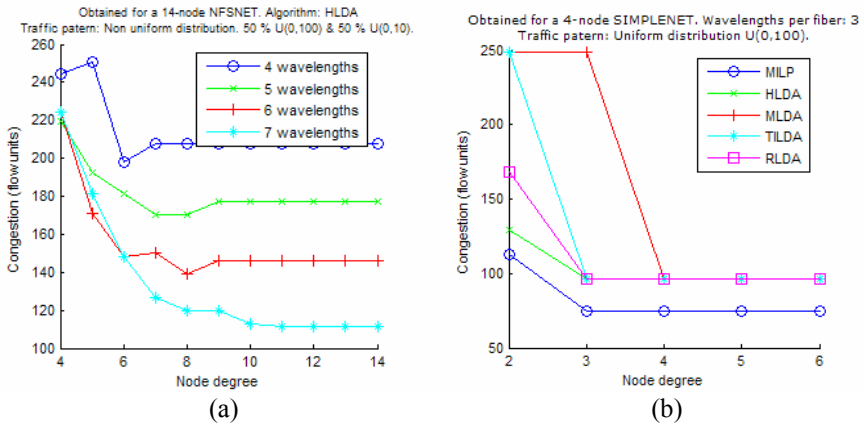 Obtained for a 14-node NFSNET. Algorithm: HLDA
Traffic patern: Non uniform distribution. 50 % U(0,100) & 50 % U(0,10).
260
240
220
200
180
160
140
120
100
4
6
8
10
12
14
Congestion (flow units)
Node degree
4 wavelengths
5 wavelengths
6 wavelengths
7 wavelengths
(a)
Obtained for a 4-node SIMPLENET. Wavelengths per fiber: 3
Traffic patern: Uniform distribution U(0,100).
250
200
150
100
50
2
3
4
5
6
Congestion (flow units)
Node degree
MILP
HLDA
MLDA
TILDA
RLDA
(b)